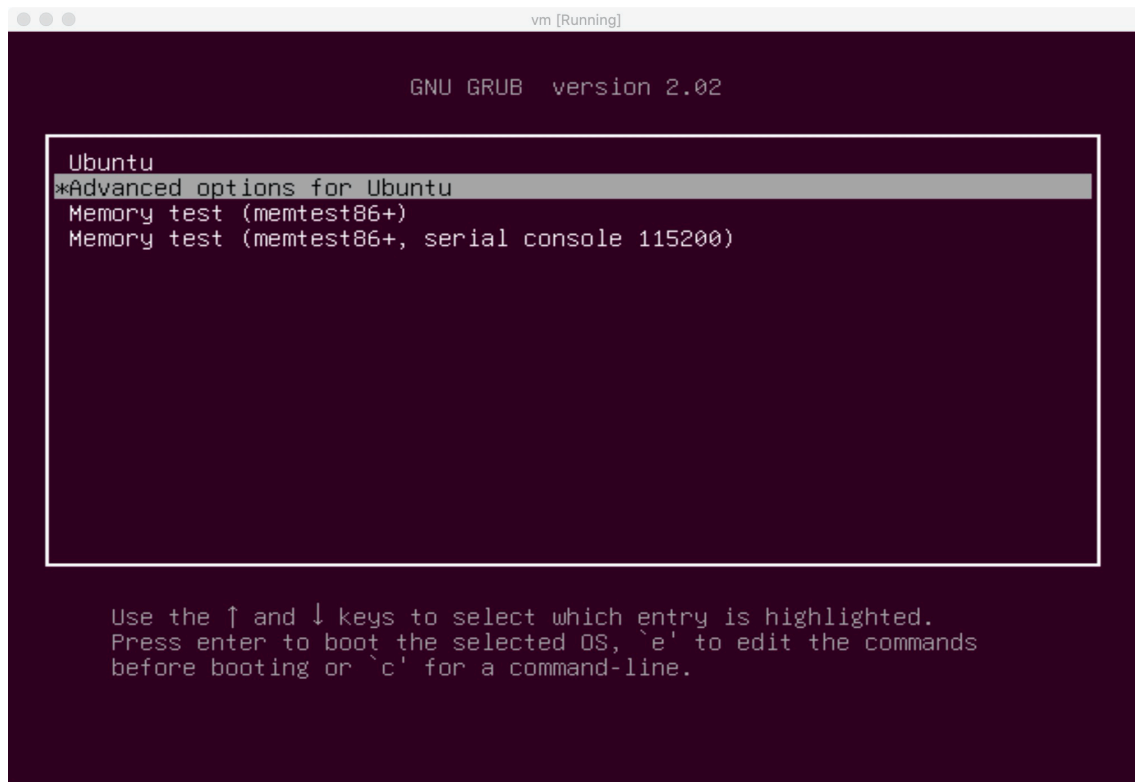 vm [Running]
GNU GRUB  version 2.02
Ubuntu
*Advanced options for Ubuntu
Memory test (memtest86+)
Memory test (memtest86+, serial console 115200)
Use the ↑ and ↓ keys to select which entry is highlighted.
Press enter to boot the selected OS, `e' to edit the commands
before booting or `c' for a command-line.